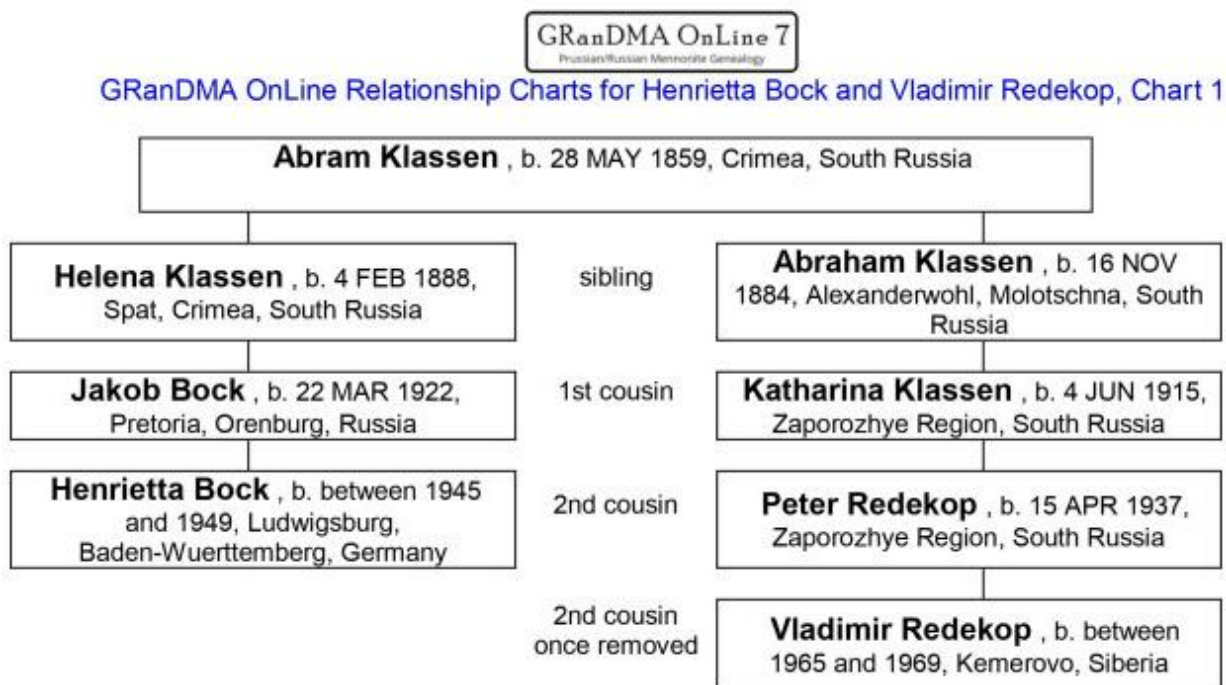 GRanDMA OnLine 7
Prussian/Russian Mennonite Genealogy
GRanDMA OnLine Relationship Charts for Henrietta Bock and Vladimir Redekop, Chart 1
Abram Klassen , b. 28 MAY 1859, Crimea, South Russia
Helena Klassen , b. 4 FEB 1888,
Spat, Crimea, South Russia
sibling
Abraham Klassen , b. 16 NOV
1884, Alexanderwohl, Molotschna, South
Russia
Jakob Bock , b. 22 MAR 1922,
Pretoria, Orenburg, Russia
1st cousin
Katharina Klassen , b. 4 JUN 1915,
Zaporozhye Region, South Russia
Henrietta Bock , b. between 1945
and 1949, Ludwigsburg,
Baden-Wuerttemberg, Germany
2nd cousin
Peter Redekop , b. 15 APR 1937,
Zaporozhye Region, South Russia
2nd cousin
once removed
Vladimir Redekop , b. between
1965 and 1969, Kemerovo, Siberia